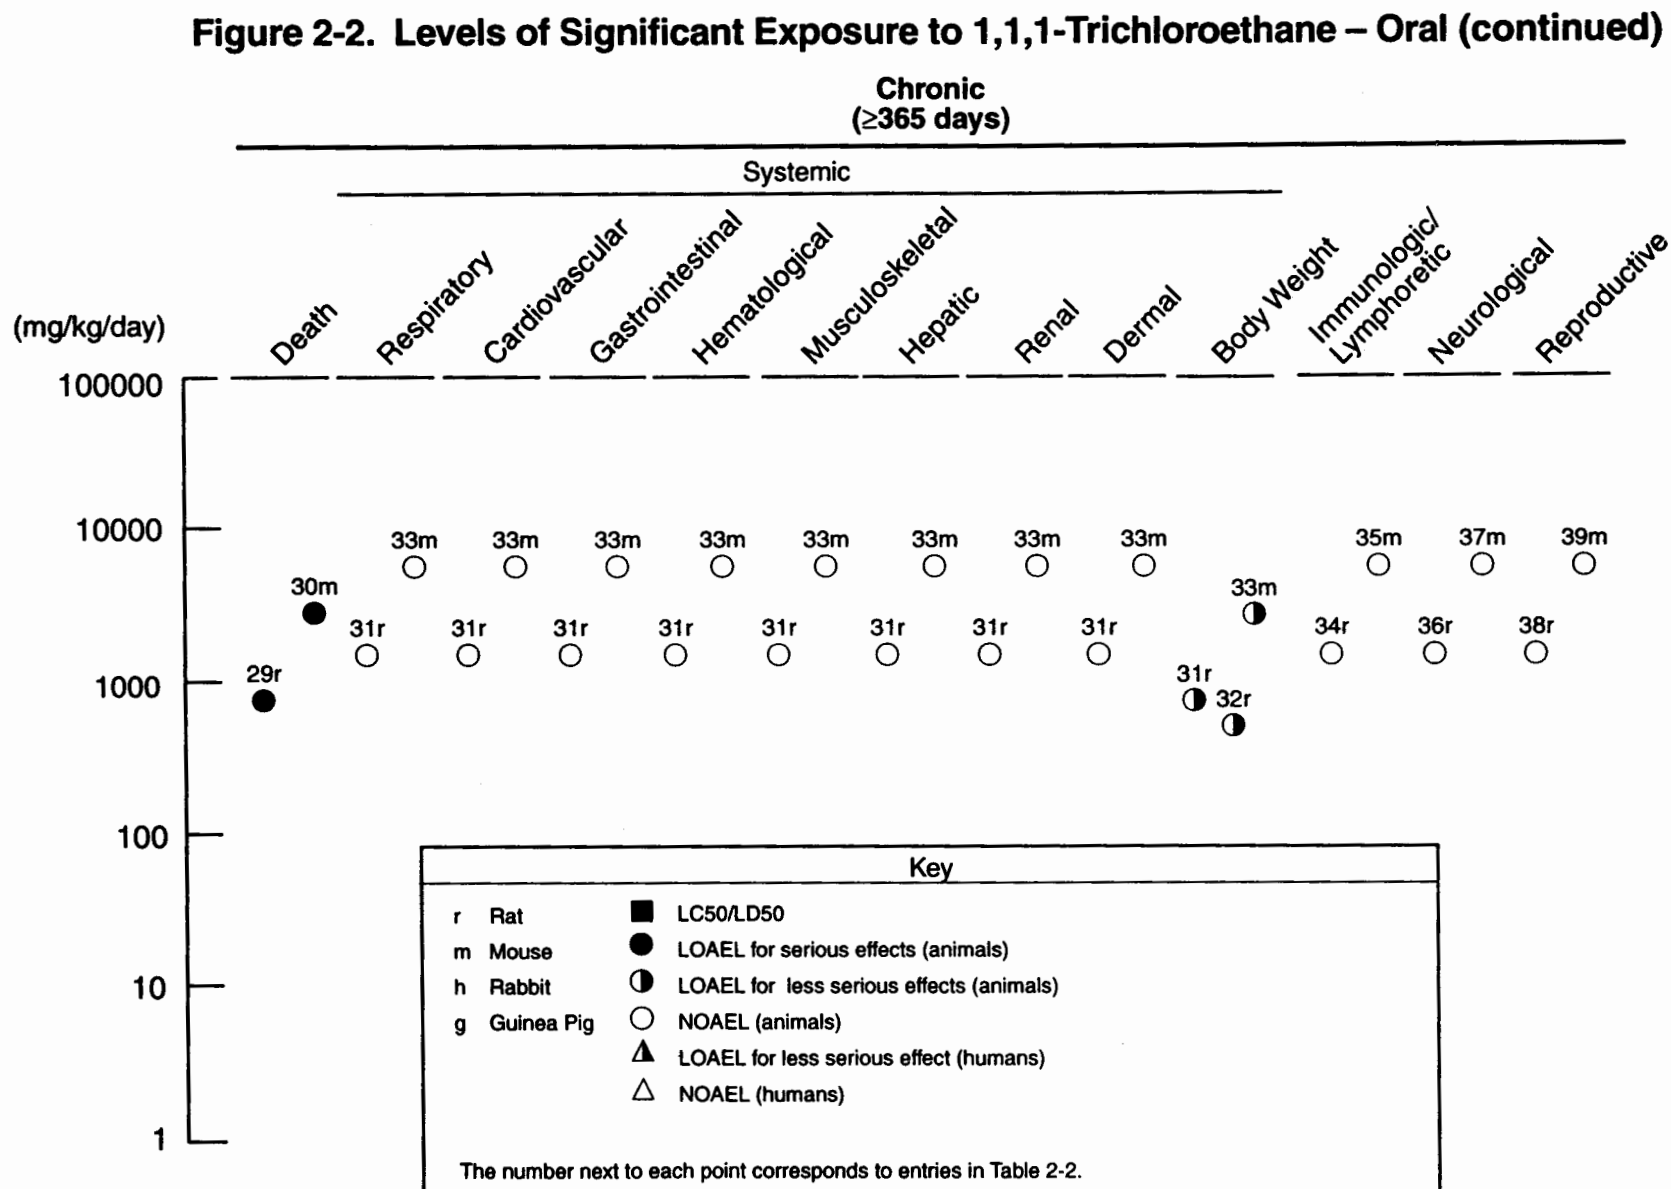 Figure 2-2. Levels of Significant Exposure to 1,1,1-Trichloroethane – Oral (continued)
Chronic
(≥365 days)
Systemic
(mg/kg/day)
Death
Respiratory
Cardiovascular
Gastrointestinal
Hematological
Musculoskeletal
Hepatic
Renal
Dermal
Body Weight
Immunologic/
Lymphoretic
Neurological
Reproductive
100000
10000
33m 33m 33m 33m 33m 33m 33m 33m 35m 37m 39m
30m 33m
31r 31r 31r 31r 31r 31r 31r 31r 34r 36r 38r
29r 31r
1000
32r
100
10
1
Key
r Rat LC50/LD50
m Mouse LOAEL for serious effects (animals)
h Rabbit LOAEL for less serious effects (animals)
g Guinea Pig NOAEL (animals)
LOAEL for less serious effect (humans)
NOAEL (humans)
The number next to each point corresponds to entries in Table 2-2.